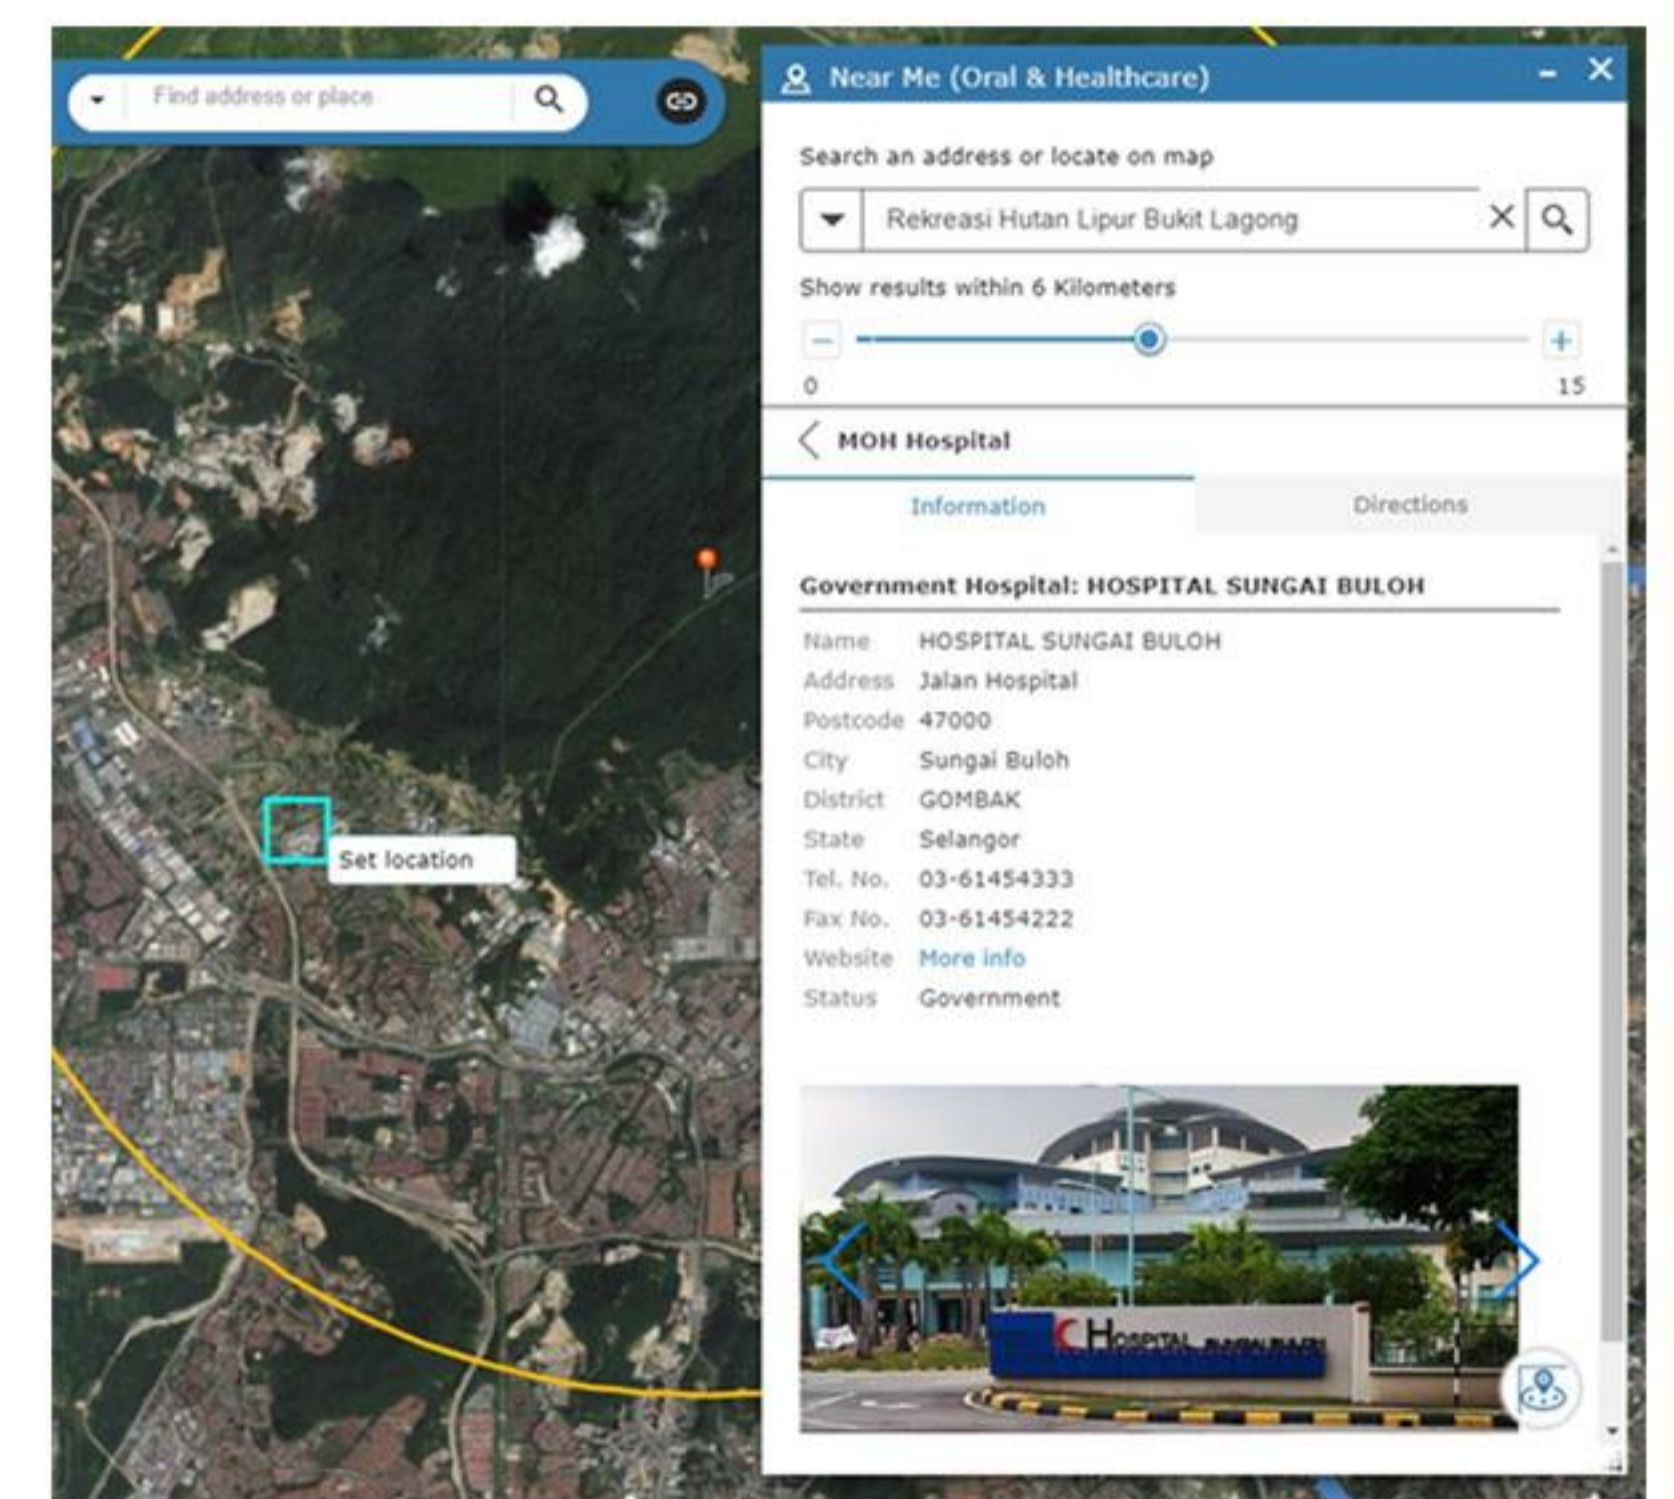 Find address or place
Near Me (Oral & Healthcare)
Search an address or locate on map
Rekreasi Hutan Lipur Bukit Lagong
Show results within 6 Kilometers
0 15
MOH Hospital
Information Directions
Government Hospital: HOSPITAL SUNGAI BULOH
Name HOSPITAL SUNGAI BULOH
Address Jalan Hospital
Postcode 47000
City Sungai Buloh
District GOMBAK
State Selangor
Tel. No. 03-61454333
Fax No. 03-61454222
Website More info
Status Government
Set location
HOSPITAL SUNGAI BULOH